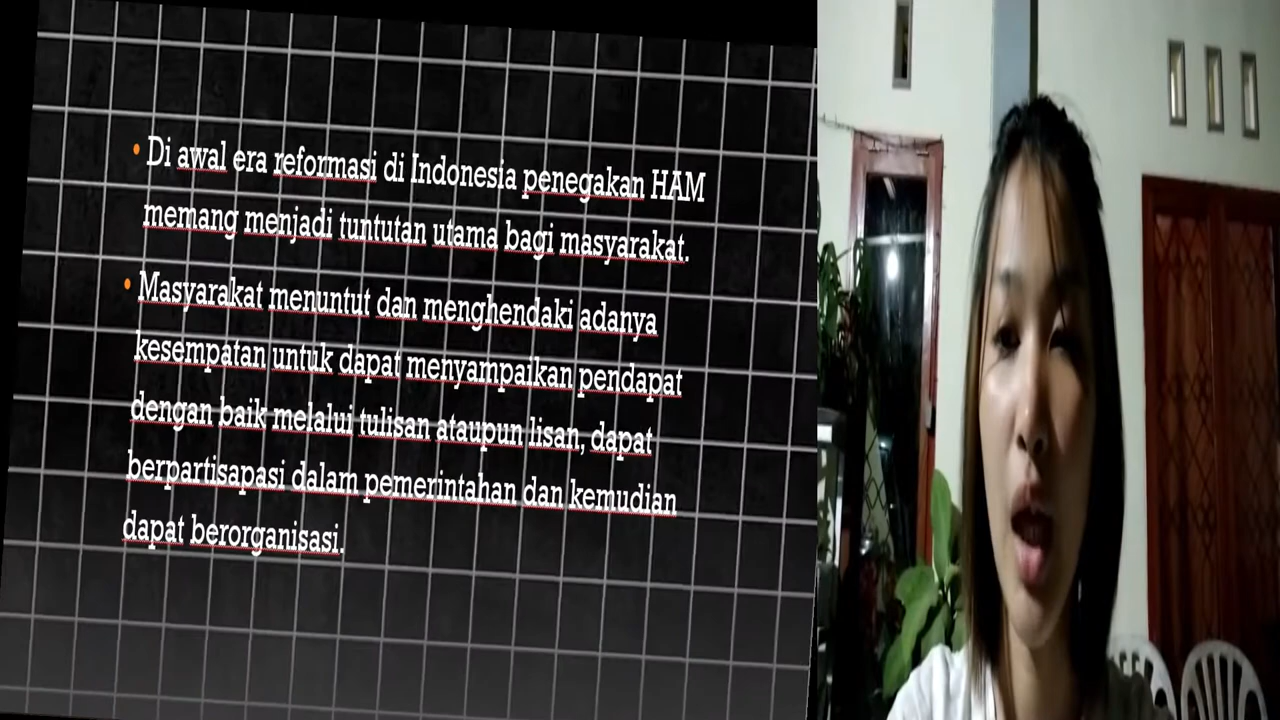 • Di awal era reformasi di Indonesia penegakan HAM
memang menjadi tuntutan utama bagi masyarakat.
• Masyarakat menuntut dan menghendaki adanya
kesempatan untuk dapat menyampaikan pendapat
dengan baik melalui tulisan ataupun lisan, dapat
berpartisapasi dalam pemerintahan dan kemudian
dapat berorganisasi.